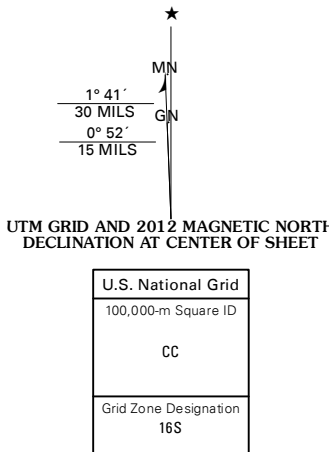 ★
MN
1° 41´
30 MILS
GN
0° 52´
15 MILS
UTM GRID AND 2012 MAGNETIC NORTH
DECLINATION AT CENTER OF SHEET
U.S. National Grid
100,000-m Square ID
CC
Grid Zone Designation
16S